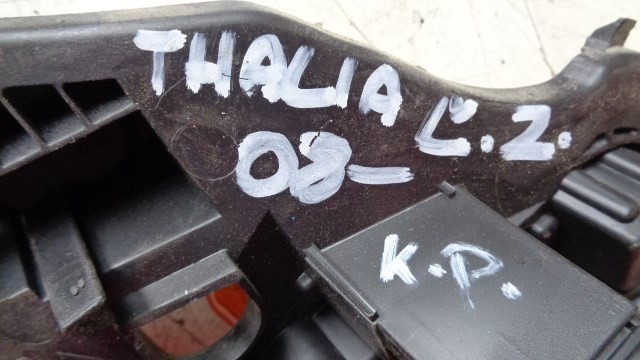 THALIA L.Z.
08-
K.P.